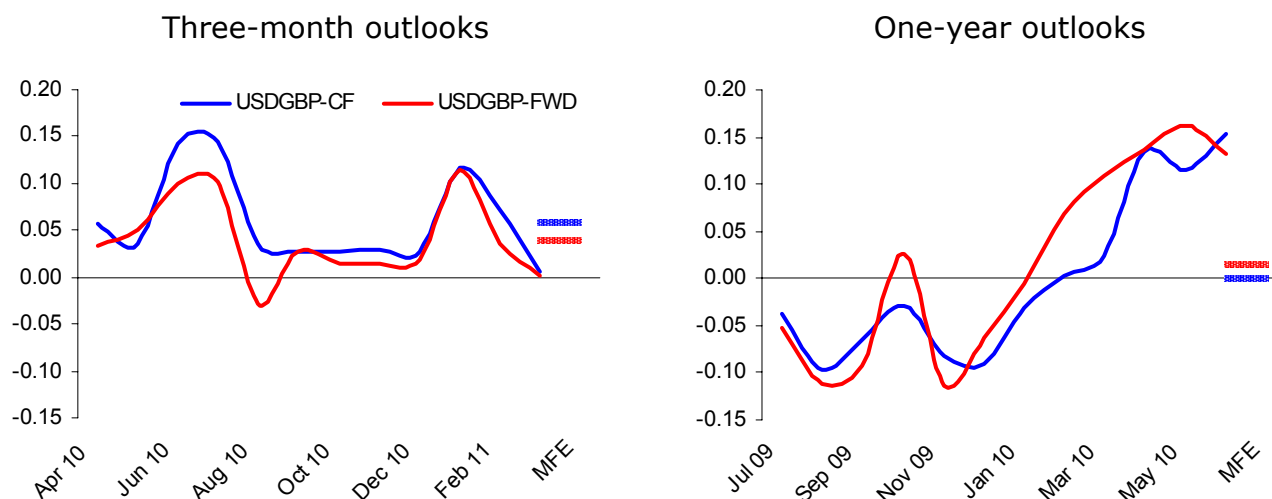 Three-month outlooks
0.20
USDGBP-CF
USDGBP-FWD
0.15
0.10
0.05
0.00
-0.05
-0.10
-0.15
Apr 10
Jun 10
Aug 10
Oct 10
Dec 10
Feb 11
MFE
One-year outlooks
0.20
0.15
0.10
0.05
0.00
-0.05
-0.10
-0.15
Jul 09
Sep 09
Nov 09
Jan 10
Mar 10
May 10
MFE